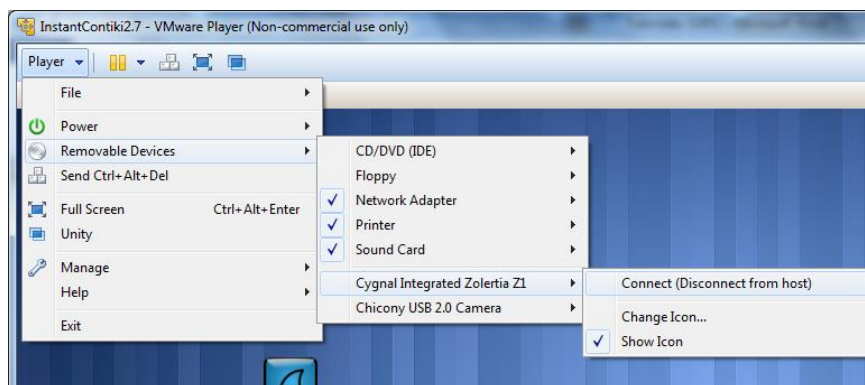 InstantContiki2.7 - VMware Player (Non-commercial use only)
Player
File
Power
Removable Devices
Send Ctrl+Alt+Del
Full Screen Ctrl+Alt+Enter
Unity
Manage
Help
Exit
CD/DVD (IDE)
Floppy
Network Adapter
Printer
Sound Card
Cygnal Integrated Zolertia Z1
Chicony USB 2.0 Camera
Connect (Disconnect from host)
Change Icon...
Show Icon